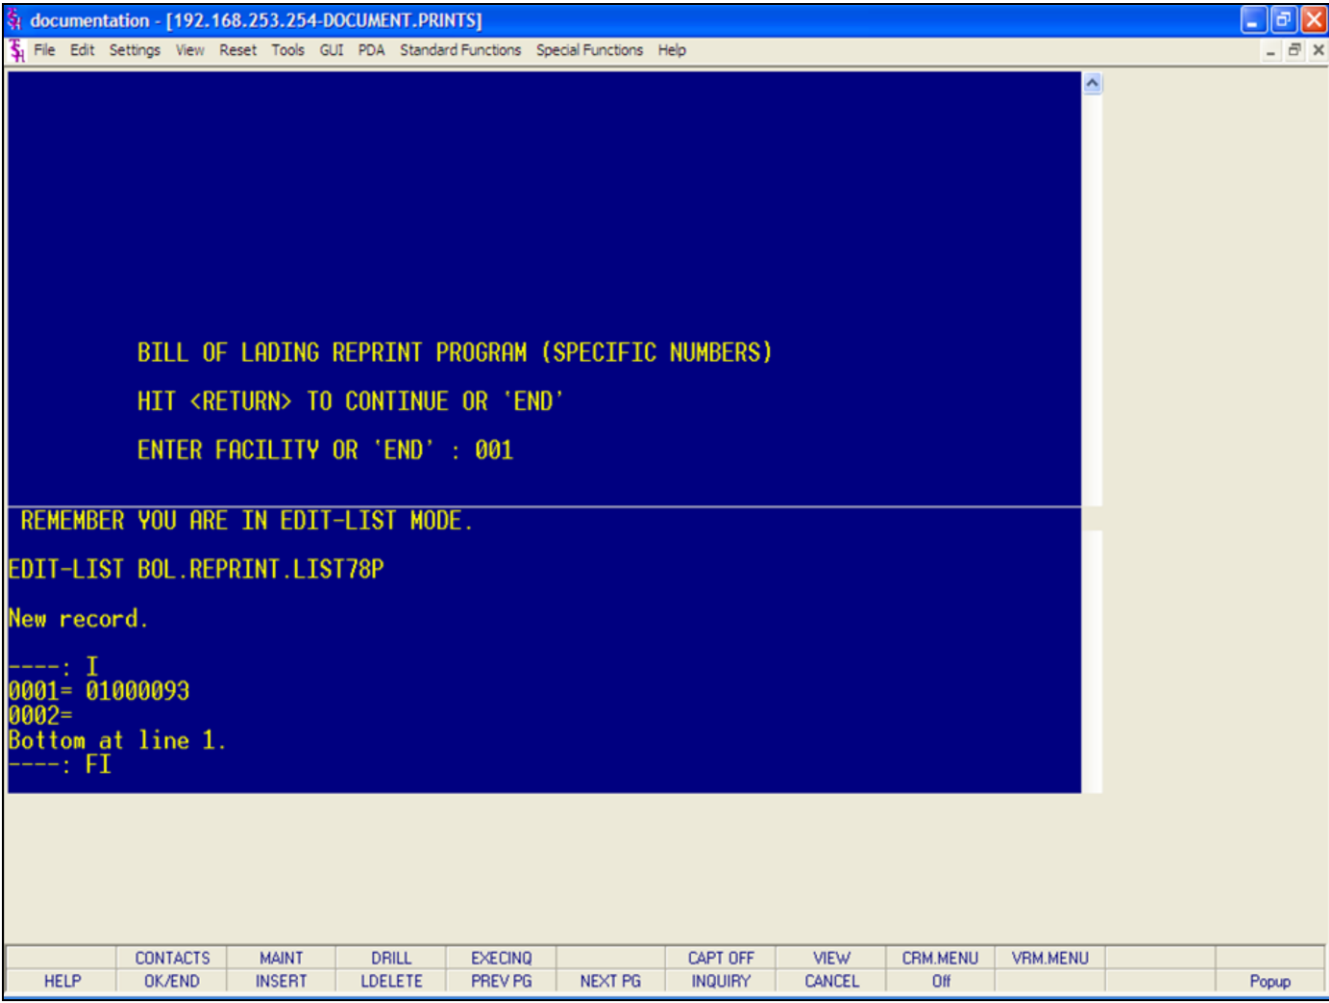 documentation - [192.168.253.254-DOCUMENT.PRINTS]
File Edit Settings View Reset Tools GUI PDA Standard Functions Special Functions Help
BILL OF LADING REPRINT PROGRAM (SPECIFIC NUMBERS)
HIT <RETURN> TO CONTINUE OR 'END'
ENTER FACILITY OR 'END' : 001
REMEMBER YOU ARE IN EDIT-LIST MODE.
EDIT-LIST BOL.REPRINT.LIST78P
New record.
----: I
0001= 01000093
0002=
Bottom at line 1.
----: FI
CONTACTS MAINT DRILL EXECINQ CAPT OFF VIEW CRM.MENU VRM.MENU
HELP OK/END INSERT LDELETE PREV PG NEXT PG INQUIRY CANCEL Off Popup